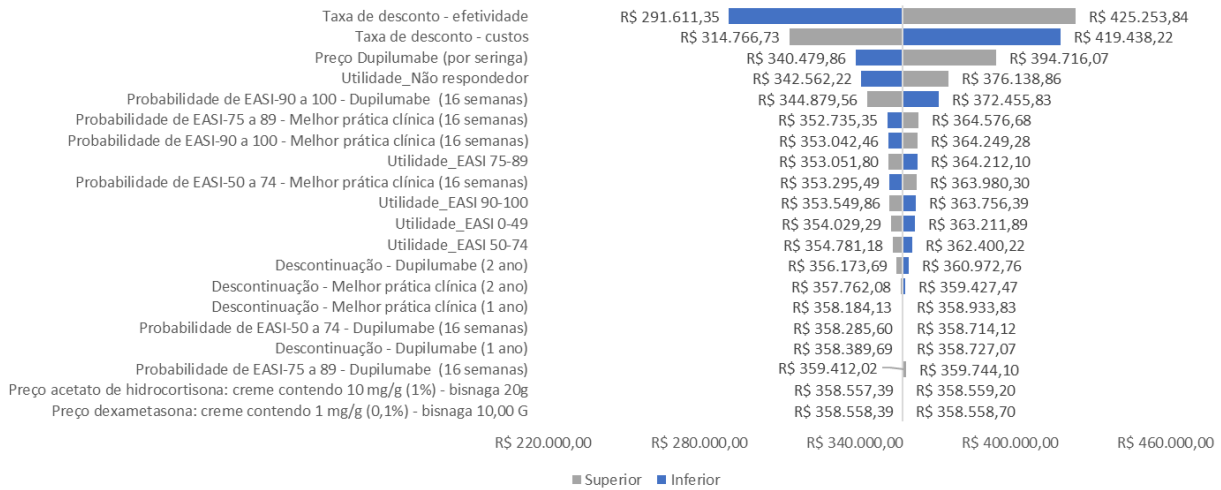 Taxa de desconto - efetividade R$ 291.611,35 R$ 425.253,84
Taxa de desconto - custos R$ 314.766,73 R$ 419.438,22
Preço Dupilumabe (por seringa) R$ 340.479,86 R$ 394.716,07
Utilidade_Não respondedor R$ 342.562,22 R$ 376.138,86
Probabilidade de EASI-90 a 100 - Dupilumabe (16 semanas) R$ 344.879,56 R$ 372.455,83
Probabilidade de EASI-75 a 89 - Melhor prática clínica (16 semanas) R$ 352.735,35 R$ 364.576,68
Probabilidade de EASI-90 a 100 - Melhor prática clínica (16 semanas) R$ 353.042,46 R$ 364.249,28
Utilidade_EASI 75-89 R$ 353.051,80 R$ 364.212,10
Probabilidade de EASI-50 a 74 - Melhor prática clínica (16 semanas) R$ 353.295,49 R$ 363.980,30
Utilidade_EASI 90-100 R$ 353.549,86 R$ 363.756,39
Utilidade_EASI 0-49 R$ 354.029,29 R$ 363.211,89
Utilidade_EASI 50-74 R$ 354.781,18 R$ 362.400,22
Descontinuação - Dupilumabe (2 ano) R$ 356.173,69 R$ 360.972,76
Descontinuação - Melhor prática clínica (2 ano) R$ 357.762,08 R$ 359.427,47
Descontinuação - Melhor prática clínica (1 ano) R$ 358.184,13 R$ 358.933,83
Probabilidade de EASI-50 a 74 - Dupilumabe (16 semanas) R$ 358.285,60 R$ 358.714,12
Descontinuação - Dupilumabe (1 ano) R$ 358.389,69 R$ 358.727,07
Probabilidade de EASI-75 a 89 - Dupilumabe (16 semanas) R$ 359.412,02 R$ 359.744,10
Preço acetato de hidrocortisona: creme contendo 10 mg/g (1%) - bisnaga 20g R$ 358.557,39 R$ 358.559,20
Preço dexametasona: creme contendo 1 mg/g (0,1%) - bisnaga 10,00 G R$ 358.558,39 R$ 358.558,70
R$ 220.000,00 R$ 280.000,00 R$ 340.000,00 R$ 400.000,00 R$ 460.000,00
Superior Inferior